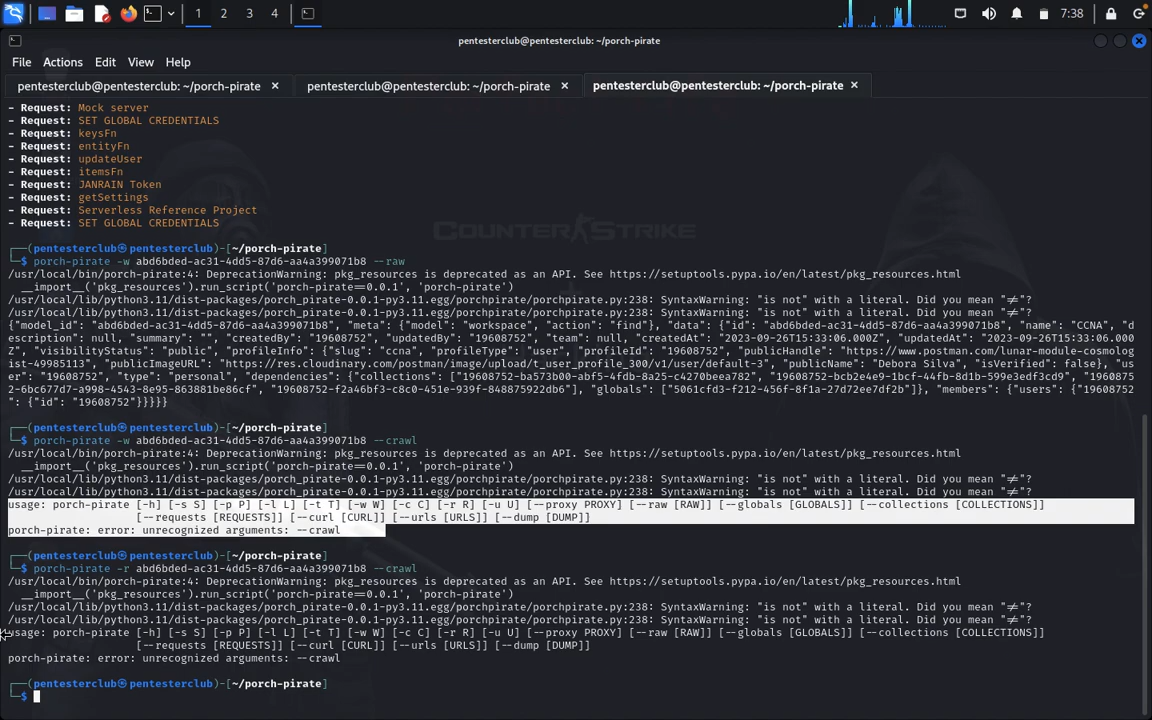 1 2 3 4 7:38
pentesterclub@pentesterclub: ~/porch-pirate
File Actions Edit View Help
pentesterclub@pentesterclub: ~/porch-pirate × pentesterclub@pentesterclub: ~/porch-pirate × pentesterclub@pentesterclub: ~/porch-pirate ×
- Request: Mock server
- Request: SET GLOBAL CREDENTIALS
- Request: keysFn
- Request: entityFn
- Request: updateUser
- Request: itemsFn
- Request: JANRAIN Token
- Request: getSettings
- Request: Serverless Reference Project
- Request: SET GLOBAL CREDENTIALS
COUNTER STRIKE
┌──(pentesterclub㉿pentesterclub)-[~/porch-pirate]
└─$ porch-pirate -w abd6bded-ac31-4dd5-87d6-aa4a399071b8 --raw
/usr/local/bin/porch-pirate:4: DeprecationWarning: pkg_resources is deprecated as an API. See https://setuptools.pypa.io/en/latest/pkg_resources.html
__import__('pkg_resources').run_script('porch-pirate==0.0.1', 'porch-pirate')
/usr/local/lib/python3.11/dist-packages/porch_pirate-0.0.1-py3.11.egg/porchpirate/porchpirate.py:238: SyntaxWarning: "is not" with a literal. Did you mean "≠"?
/usr/local/lib/python3.11/dist-packages/porch_pirate-0.0.1-py3.11.egg/porchpirate/porchpirate.py:238: SyntaxWarning: "is not" with a literal. Did you mean "≠"?
{"model_id": "abd6bded-ac31-4dd5-87d6-aa4a399071b8", "meta": {"model": "workspace", "action": "find"}, "data": {"id": "abd6bded-ac31-4dd5-87d6-aa4a399071b8", "name": "CCNA", "d
escription": null, "summary": "", "createdBy": "19608752", "updatedBy": "19608752", "team": null, "createdAt": "2023-09-26T15:33:06.000Z", "updatedAt": "2023-09-26T15:33:06.000
Z", "visibilityStatus": "public", "profileInfo": {"slug": "ccna", "profileType": "user", "profileId": "19608752", "publicHandle": "https://www.postman.com/lunar-module-cosmolog
ist-49985113", "publicImageURL": "https://res.cloudinary.com/postman/image/upload/t_user_profile_300/v1/user/default-3", "publicName": "Debora Silva", "isVerified": false}, "us
er": "19608752", "type": "personal", "dependencies": {"collections": ["19608752-ba573b00-abf5-4fdb-8a25-c4270beea782", "19608752-bcb2e4e9-1bcf-44fb-8d1b-599e3edf3cd9", "1960875
2-fbc677d7-a998-4543-8e95-863881be86cf", "19608752-f3b426f2-c8c0-451e-939f-848875922db6"], "globals": ["5061cfd3-f212-456f-8f1a-27d72ee7df2d"]}, "members": {"users": {"19608752
": {"id": "19608752"}}}}}
┌──(pentesterclub㉿pentesterclub)-[~/porch-pirate]
└─$ porch-pirate -w abd6bded-ac31-4dd5-87d6-aa4a399071b8 --crawl
/usr/local/bin/porch-pirate:4: DeprecationWarning: pkg_resources is deprecated as an API. See https://setuptools.pypa.io/en/latest/pkg_resources.html
__import__('pkg_resources').run_script('porch-pirate==0.0.1', 'porch-pirate')
/usr/local/lib/python3.11/dist-packages/porch_pirate-0.0.1-py3.11.egg/porchpirate/porchpirate.py:238: SyntaxWarning: "is not" with a literal. Did you mean "≠"?
/usr/local/lib/python3.11/dist-packages/porch_pirate-0.0.1-py3.11.egg/porchpirate/porchpirate.py:238: SyntaxWarning: "is not" with a literal. Did you mean "≠"?
usage: porch-pirate [-h] [-s S] [-p P] [-l L] [-t T] [-w W] [-c C] [-r R] [-u U] [--proxy PROXY] [--raw [RAW]] [--globals [GLOBALS]] [--collections [COLLECTIONS]]
[--requests [REQUESTS]] [--curl [CURL]] [--urls [URLS]] [--dump [DUMP]]
porch-pirate: error: unrecognized arguments: --crawl
┌──(pentesterclub㉿pentesterclub)-[~/porch-pirate]
└─$ porch-pirate -r abd6bded-ac31-4dd5-87d6-aa4a399071b8 --crawl
/usr/local/bin/porch-pirate:4: DeprecationWarning: pkg_resources is deprecated as an API. See https://setuptools.pypa.io/en/latest/pkg_resources.html
__import__('pkg_resources').run_script('porch-pirate==0.0.1', 'porch-pirate')
/usr/local/lib/python3.11/dist-packages/porch_pirate-0.0.1-py3.11.egg/porchpirate/porchpirate.py:238: SyntaxWarning: "is not" with a literal. Did you mean "≠"?
/usr/local/lib/python3.11/dist-packages/porch_pirate-0.0.1-py3.11.egg/porchpirate/porchpirate.py:238: SyntaxWarning: "is not" with a literal. Did you mean "≠"?
usage: porch-pirate [-h] [-s S] [-p P] [-l L] [-t T] [-w W] [-c C] [-r R] [-u U] [--proxy PROXY] [--raw [RAW]] [--globals [GLOBALS]] [--collections [COLLECTIONS]]
[--requests [REQUESTS]] [--curl [CURL]] [--urls [URLS]] [--dump [DUMP]]
porch-pirate: error: unrecognized arguments: --crawl
┌──(pentesterclub㉿pentesterclub)-[~/porch-pirate]
└─$